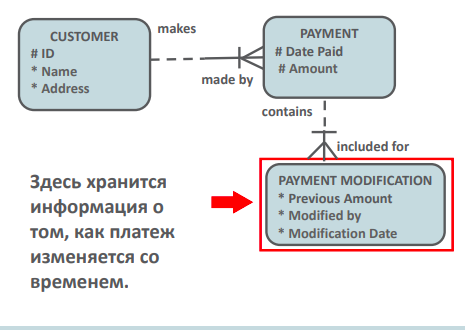 CUSTOMER
# ID
* Name
* Address
makes
made by
PAYMENT
# Date Paid
# Amount
contains
included for
PAYMENT MODIFICATION
* Previous Amount
* Modified by
* Modification Date
Здесь хранится
информация о
том, как платеж
изменяется со
временем.